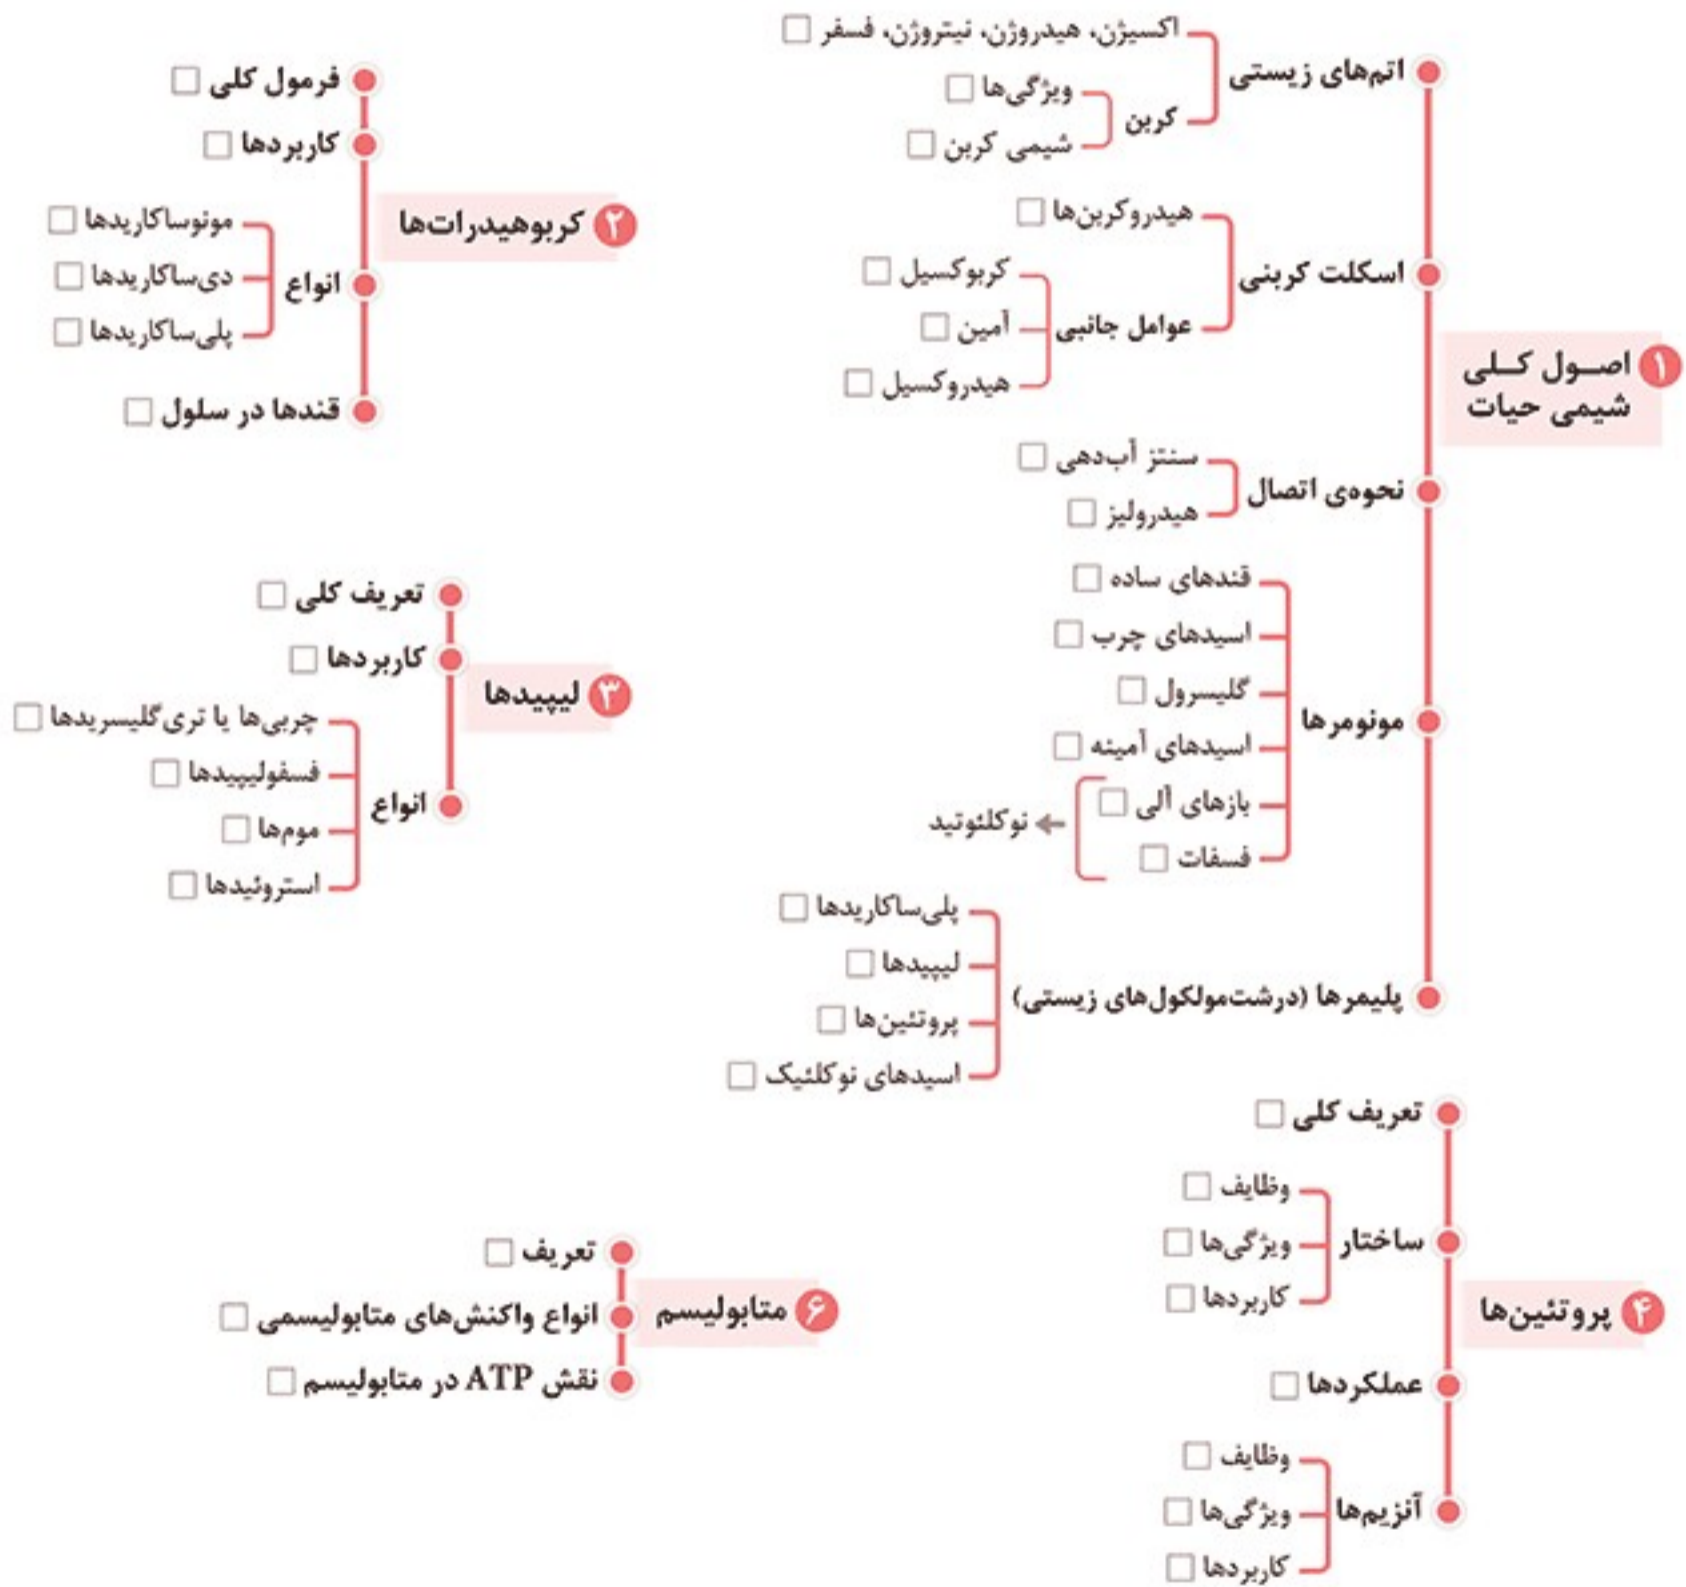 ۱ اصــول کــلی
شیمی حیات
اتم‌های زیستی
اکسیژن، هیدروژن، نیتروژن، فسفر
کربن
ویژگی‌ها
شیمی کربن
اسکلت کربنی
هیدروکربن‌ها
عوامل جانبی
کربوکسیل
آمین
هیدروکسیل
نحوه‌ی اتصال
سنتز آب‌دهی
هیدرولیز
مونومرها
قندهای ساده
اسیدهای چرب
گلیسرول
اسیدهای آمینه
بازهای آلی
فسفات
نوکلئوتید
پلیمرها (درشت‌مولکول‌های زیستی)
پلی‌ساکاریدها
لیپیدها
پروتئین‌ها
اسیدهای نوکلئیک
۲ کربوهیدرات‌ها
فرمول کلی
کاربردها
انواع
مونوساکاریدها
دی‌ساکاریدها
پلی‌ساکاریدها
قندها در سلول
۳ لیپیدها
تعریف کلی
کاربردها
انواع
چربی‌ها یا تری‌گلیسریدها
فسفولیپیدها
موم‌ها
استروئیدها
۴ پروتئین‌ها
تعریف کلی
ساختار
وظایف
ویژگی‌ها
کاربردها
عملکردها
آنزیم‌ها
وظایف
ویژگی‌ها
کاربردها
۶ متابولیسم
تعریف
انواع واکنش‌های متابولیسمی
نقش ATP در متابولیسم